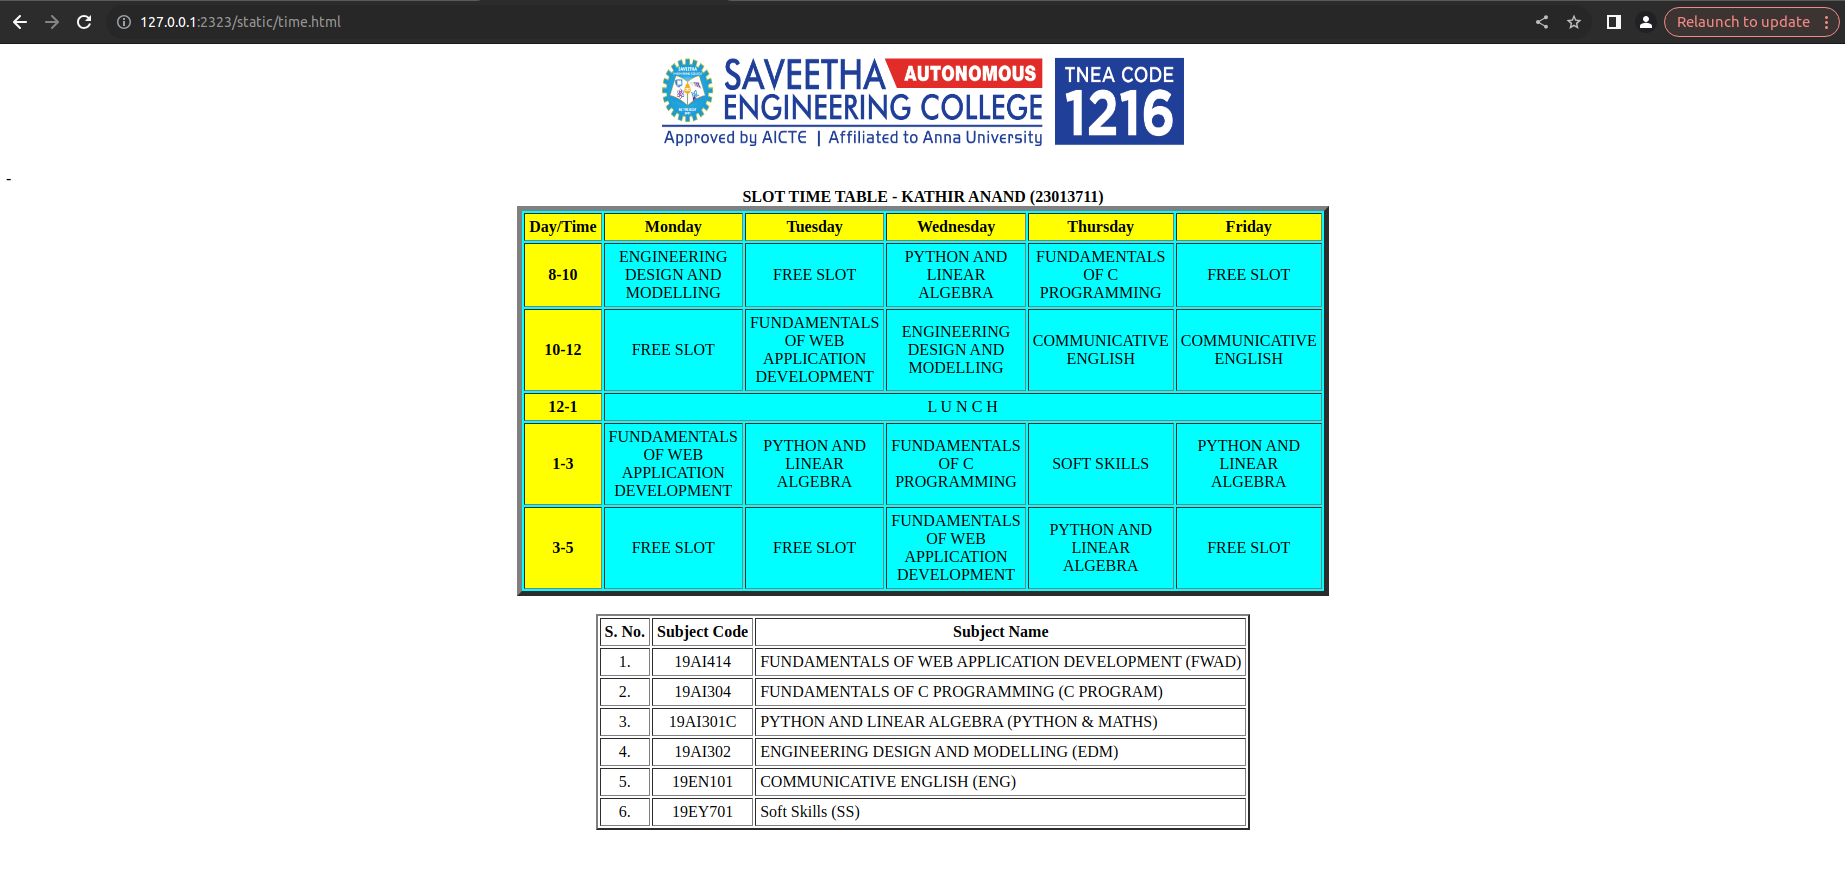 127.0.0.1:2323/static/time.html
Relaunch to update
SAVEETHA AUTONOMOUS
ENGINEERING COLLEGE
Approved by AICTE | Affiliated to Anna University
TNEA CODE
1216
-
SLOT TIME TABLE - KATHIR ANAND (23013711)
Day/Time Monday Tuesday Wednesday Thursday Friday
8-10
ENGINEERING
DESIGN AND
MODELLING
FREE SLOT
PYTHON AND
LINEAR
ALGEBRA
FUNDAMENTALS
OF C
PROGRAMMING
FREE SLOT
10-12
FREE SLOT
FUNDAMENTALS
OF WEB
APPLICATION
DEVELOPMENT
ENGINEERING
DESIGN AND
MODELLING
COMMUNICATIVE
ENGLISH
COMMUNICATIVE
ENGLISH
12-1
L U N C H
1-3
FUNDAMENTALS
OF WEB
APPLICATION
DEVELOPMENT
PYTHON AND
LINEAR
ALGEBRA
FUNDAMENTALS
OF C
PROGRAMMING
SOFT SKILLS
PYTHON AND
LINEAR
ALGEBRA
3-5
FREE SLOT
FREE SLOT
FUNDAMENTALS
OF WEB
APPLICATION
DEVELOPMENT
PYTHON AND
LINEAR
ALGEBRA
FREE SLOT
S. No. Subject Code Subject Name
1. 19AI414 FUNDAMENTALS OF WEB APPLICATION DEVELOPMENT (FWAD)
2. 19AI304 FUNDAMENTALS OF C PROGRAMMING (C PROGRAM)
3. 19AI301C PYTHON AND LINEAR ALGEBRA (PYTHON & MATHS)
4. 19AI302 ENGINEERING DESIGN AND MODELLING (EDM)
5. 19EN101 COMMUNICATIVE ENGLISH (ENG)
6. 19EY701 Soft Skills (SS)